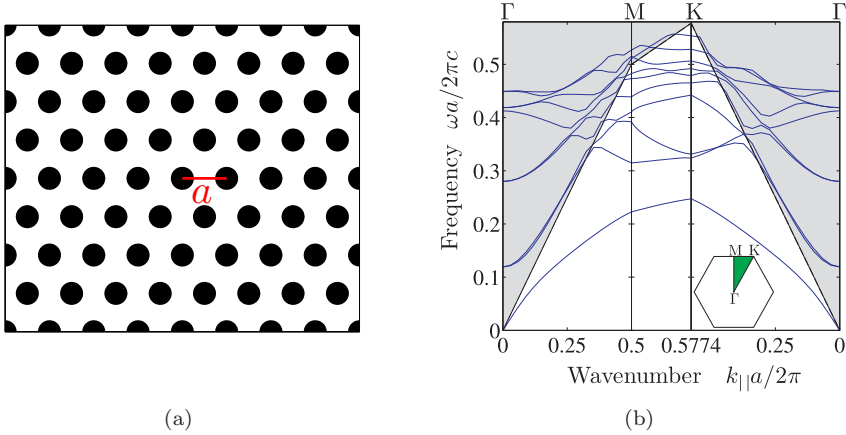 a
(a)
Γ M K Γ
Frequency ωa/2πc
0.5
0.4
0.3
0.2
0.1
0
M K
Γ
0 0.25 0.5 0.5774 0.25 0
Wavenumber k||a/2π
(b)